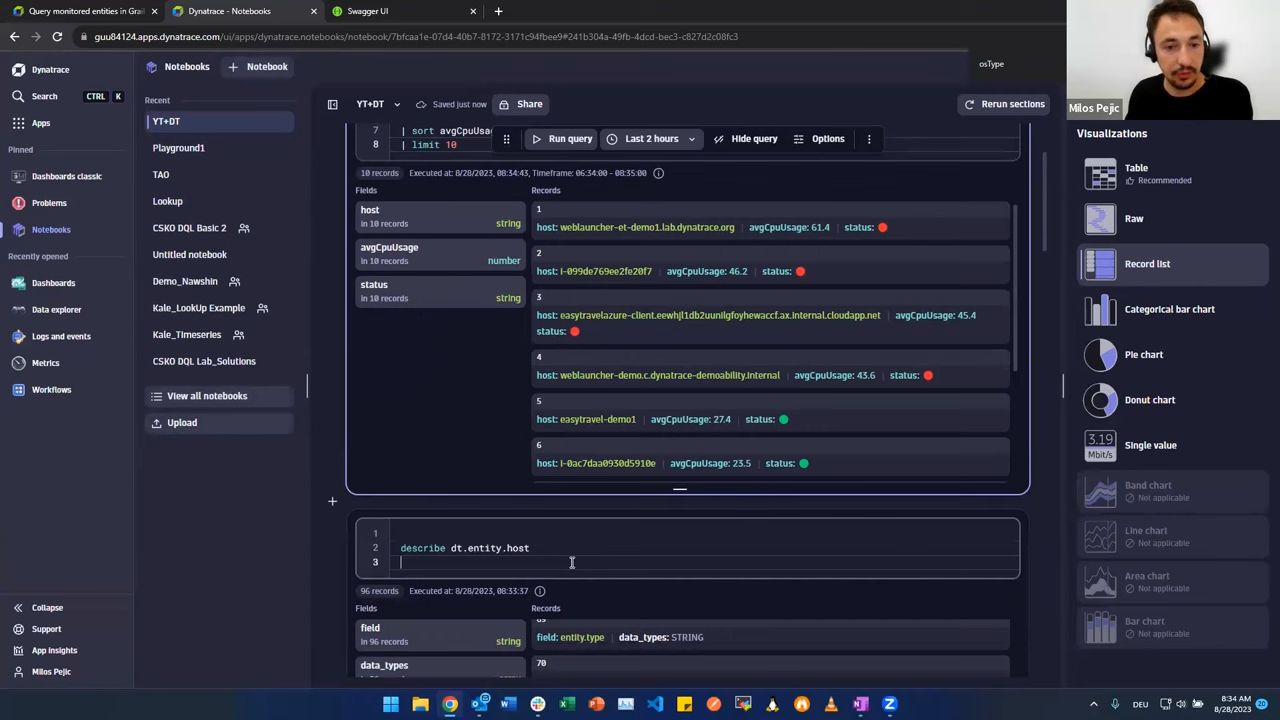 Query monitored entities in Grai
Dynatrace - Notebooks
Swagger UI
guu84124.apps.dynatrace.com/ui/apps/dynatrace.notebooks/notebook/7bfcaa1e-07d4-40b7-8172-3171c94fbee9#241b304a-49fb-4dcd-bec3-c827d2c08fc3
Dynatrace
Search
CTRL K
Apps
Pinned
Dashboards classic
Problems
Notebooks
Recently opened
Dashboards
Data explorer
Logs and events
Metrics
Workflows
Collapse
Support
App Insights
Milos Pejic
Notebooks
Notebook
Recent
YT+DT
Playground1
TAO
Lookup
CSKO DQL Basic 2
Untitled notebook
Demo_Nawshin
Kale_LookUp Example
Kale_Timeseries
CSKO DQL Lab_Solutions
View all notebooks
Upload
YT+DT
Saved just now
Share
Rerun sections
osType
7 | sort avgCpuUsa
8 | limit 10
Run query
Last 2 hours
Hide query
Options
10 records Executed at: 8/28/2023, 08:34:43, Timeframe: 06:34:00 - 08:35:00
Fields
Records
host
in 10 records string
avgCpuUsage
in 10 records number
status
in 10 records string
1
host: weblauncher-et-demo1.lab.dynatrace.org | avgCpuUsage: 61.4 | status:
2
host: i-099de769ee2fe20f7 | avgCpuUsage: 46.2 | status:
3
host: easytravelazure-client.eewhjl1db2uunilgfoyhewaccf.ax.internal.cloudapp.net | avgCpuUsage: 45.4
status:
4
host: weblauncher-demo.c.dynatrace-demoability.internal | avgCpuUsage: 43.6 | status:
5
host: easytravel-demo1 | avgCpuUsage: 27.4 | status:
6
host: i-0ac7daa0930d5910e | avgCpuUsage: 23.5 | status:
1
2 describe dt.entity.host
3
96 records Executed at: 8/28/2023, 08:33:37
Fields
Records
field
in 96 records string
data_types
field: entity.type | data_types: STRING
70
Milos Pejic
Visualizations
Table
Recommended
Raw
Record list
Categorical bar chart
Pie chart
Donut chart
3.19
Mbit/s
Single value
Band chart
Not applicable
Line chart
Not applicable
Area chart
Not applicable
Bar chart
Not applicable
DEU
8:34 AM
8/28/2023
20